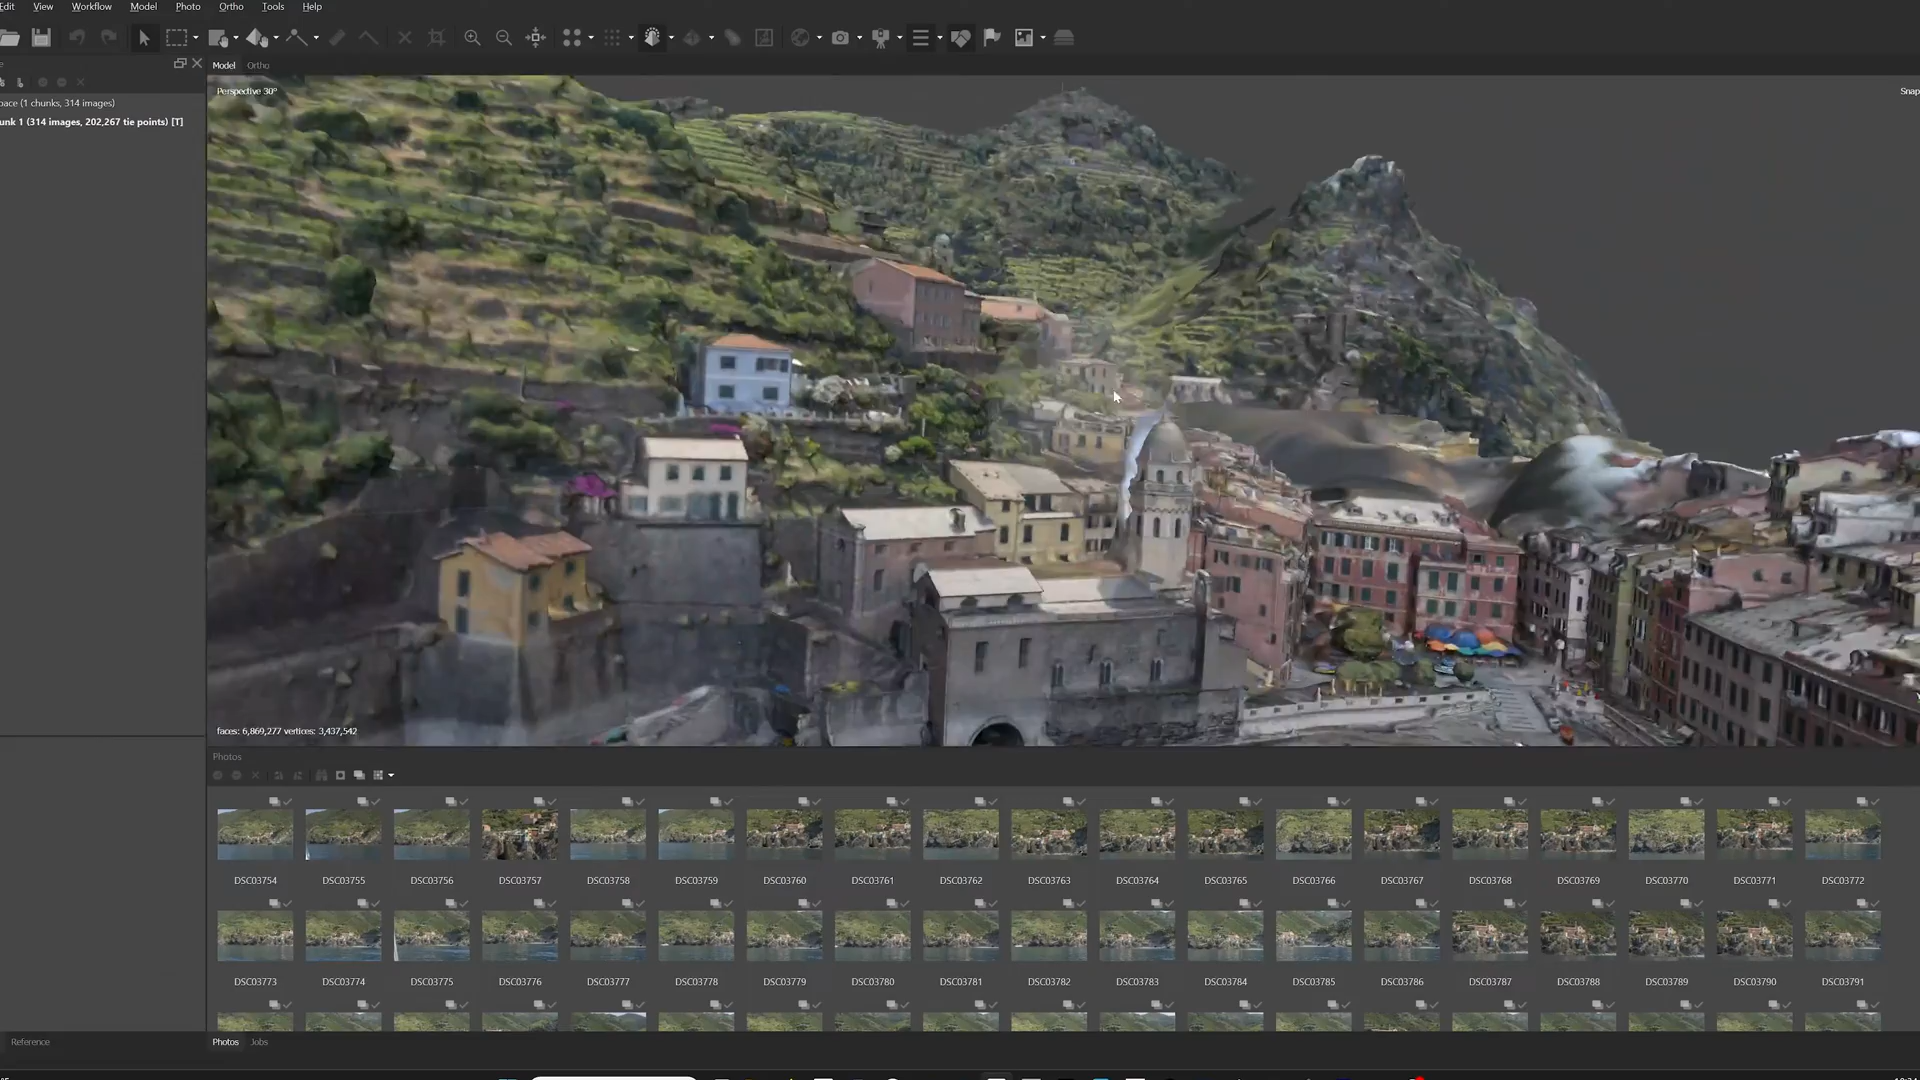 Edit View Workflow Model Photo Ortho Tools Help
Model Ortho
pace (1 chunks, 314 images)
unk 1 (314 images, 202,267 tie points) [T]
Perspective 30°
Snap
faces: 6,869,277 vertices: 3,437,542
Photos
DSC03754 DSC03755 DSC03756 DSC03757 DSC03758 DSC03759 DSC03760 DSC03761 DSC03762 DSC03763 DSC03764 DSC03765 DSC03766 DSC03767 DSC03768 DSC03769 DSC03770 DSC03771 DSC03772
DSC03773 DSC03774 DSC03775 DSC03776 DSC03777 DSC03778 DSC03779 DSC03780 DSC03781 DSC03782 DSC03783 DSC03784 DSC03785 DSC03786 DSC03787 DSC03788 DSC03789 DSC03790 DSC03791
Reference
Photos Jobs